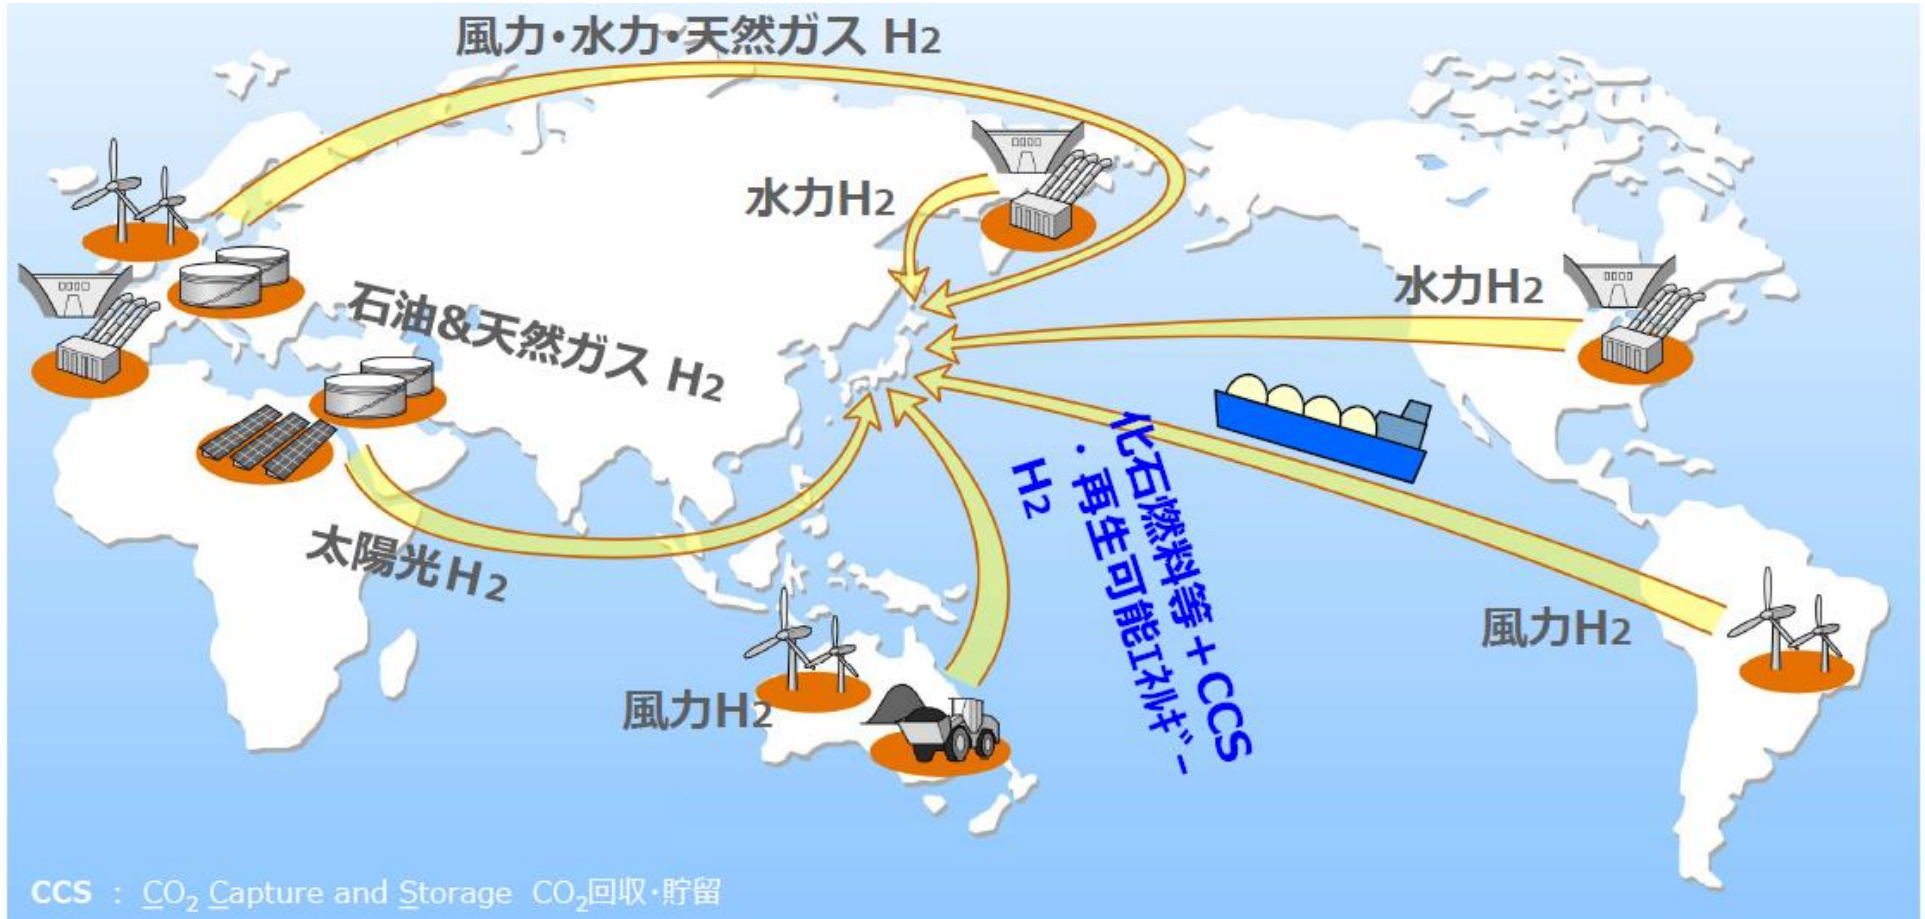 風力・水力・天然ガス H2
水力H2
水力H2
石油&天然ガス H2
太陽光H2
化石燃料等＋CCS
・再生可能ｴﾈﾙｷﾞｰ
H2
風力H2
風力H2
CCS : CO₂ Capture and Storage CO₂回収・貯留